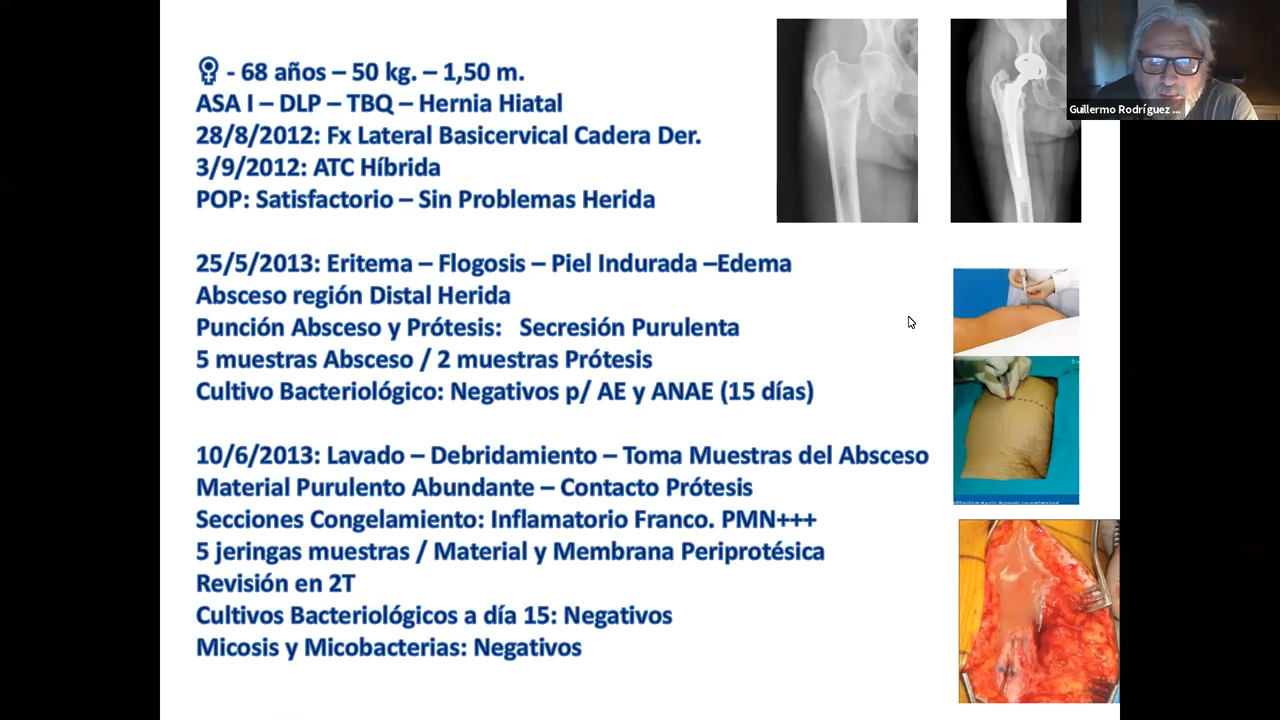 - 68 años – 50 kg. – 1,50 m.
ASA I – DLP – TBQ – Hernia Hiatal
28/8/2012: Fx Lateral Basicervical Cadera Der.
3/9/2012: ATC Híbrida
POP: Satisfactorio – Sin Problemas Herida
25/5/2013: Eritema – Flogosis – Piel Indurada –Edema
Absceso región Distal Herida
Punción Absceso y Prótesis: Secresión Purulenta
5 muestras Absceso / 2 muestras Prótesis
Cultivo Bacteriológico: Negativos p/ AE y ANAE (15 días)
10/6/2013: Lavado – Debridamiento – Toma Muestras del Absceso
Material Purulento Abundante – Contacto Prótesis
Secciones Congelamiento: Inflamatorio Franco. PMN+++
5 jeringas muestras / Material y Membrana Periprotésica
Revisión en 2T
Cultivos Bacteriológicos a día 15: Negativos
Micosis y Micobacterias: Negativos
Guillermo Rodríguez ...